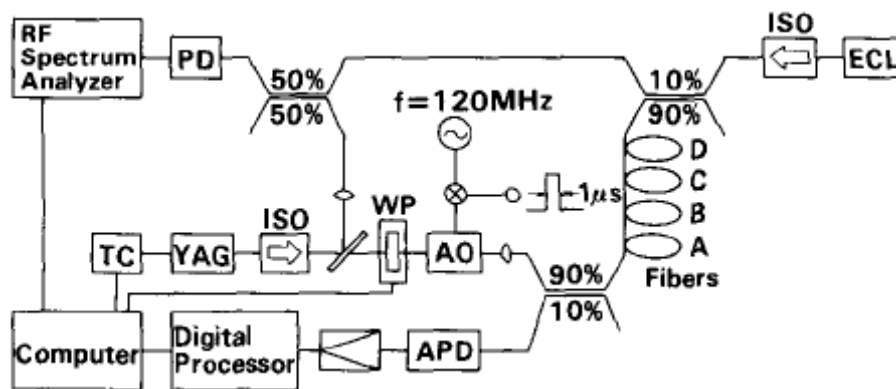 RF
Spectrum
Analyzer
PD
50%
50%
f=120MHz
10%
90%
ISO
ECL
D
C
B
A
Fibers
1μs
ISO
WP
TC
YAG
AO
90%
10%
Computer
Digital
Processor
APD